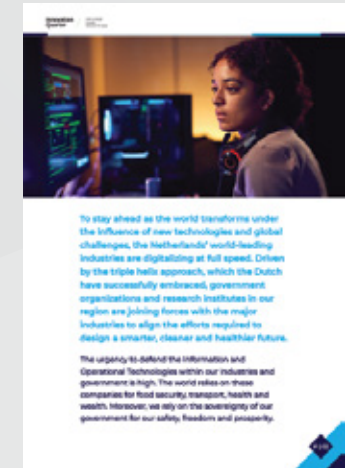 Innovation
Quarter
To stay ahead as the world transforms under
the influence of new technologies and global
challenges, the Netherlands' world-leading
industries are digitalizing at full speed. Driven
by the triple helix approach, which the Dutch
have successfully embraced, government
organizations and research institutes in our
region are joining forces with the major
industries to align the efforts required to
design a smarter, cleaner and healthier future.
The urgency to defend the Information and
Operational Technologies within our industries and
government is high. The world relies on these
companies for food security, transport, health and
wealth. Moreover, we rely on the sovereignty of our
government for our safety, freedom and prosperity.